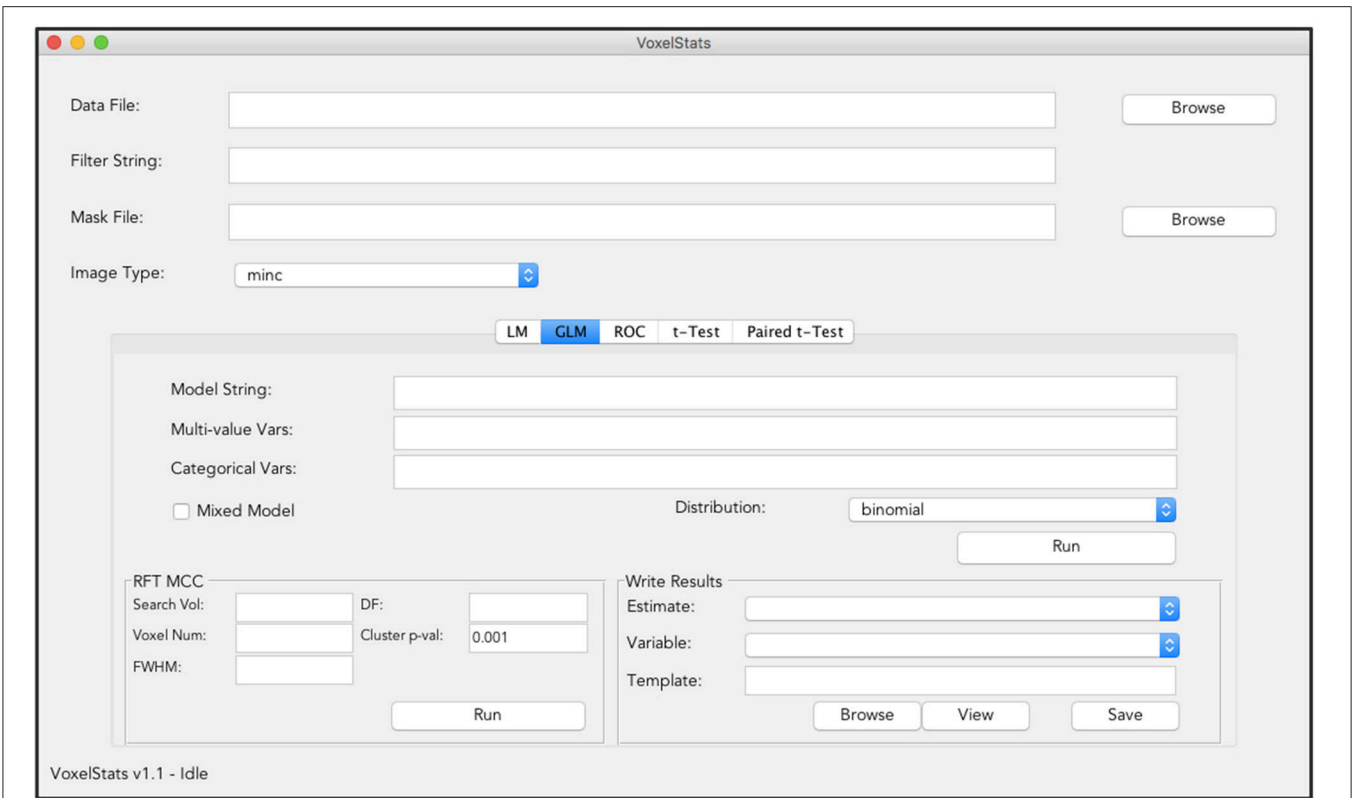 VoxelStats
Data File:
Browse
Filter String:
Mask File:
Browse
Image Type:
minc
LM GLM ROC t-Test Paired t-Test
Model String:
Multi-value Vars:
Categorical Vars:
Mixed Model
Distribution:
binomial
Run
RFT MCC
Search Vol:
DF:
Voxel Num:
Cluster p-val:
0.001
FWHM:
Run
Write Results
Estimate:
Variable:
Template:
Browse View Save
VoxelStats v1.1 - Idle